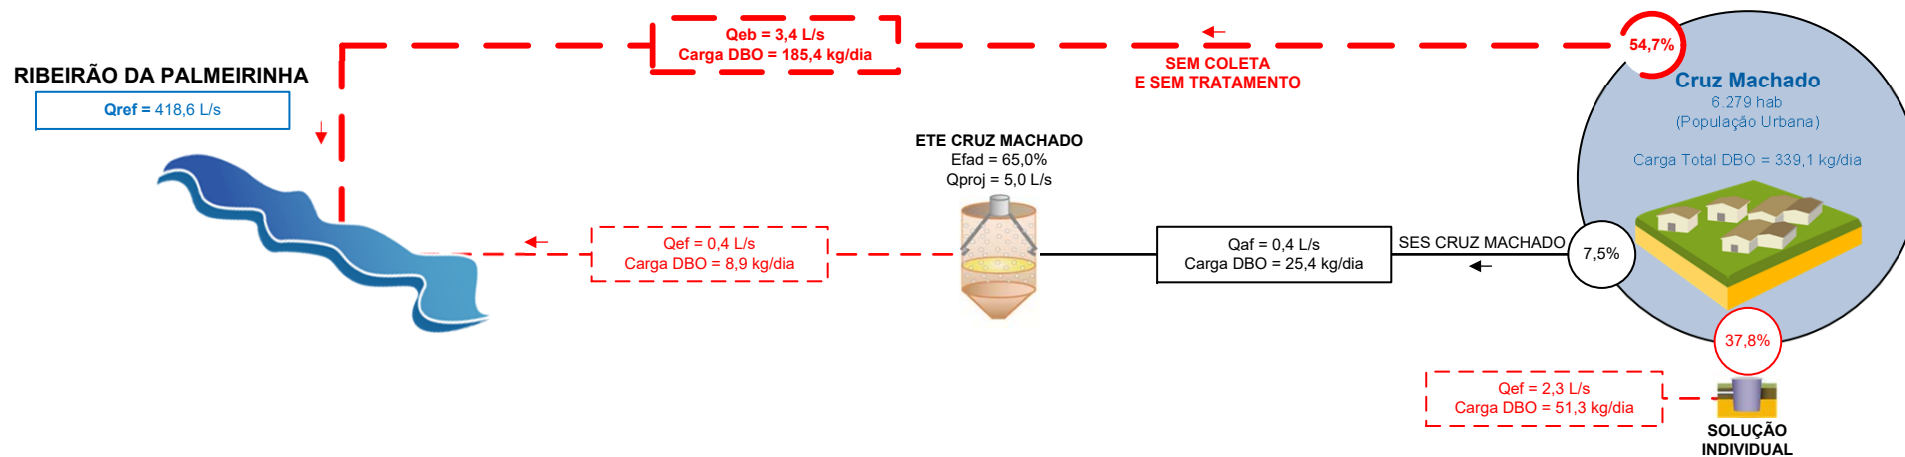 Qeb = 3,4 L/s
Carga DBO = 185,4 kg/dia
SEM COLETA
E SEM TRATAMENTO
54,7%
RIBEIRÃO DA PALMEIRINHA
Qref = 418,6 L/s
Cruz Machado
6.279 hab
(População Urbana)
Carga Total DBO = 339,1 kg/dia
ETE CRUZ MACHADO
Efad = 65,0%
Qproj = 5,0 L/s
Qef = 0,4 L/s
Carga DBO = 8,9 kg/dia
Qaf = 0,4 L/s
Carga DBO = 25,4 kg/dia
SES CRUZ MACHADO
7,5%
37,8%
Qef = 2,3 L/s
Carga DBO = 51,3 kg/dia
SOLUÇÃO
INDIVIDUAL